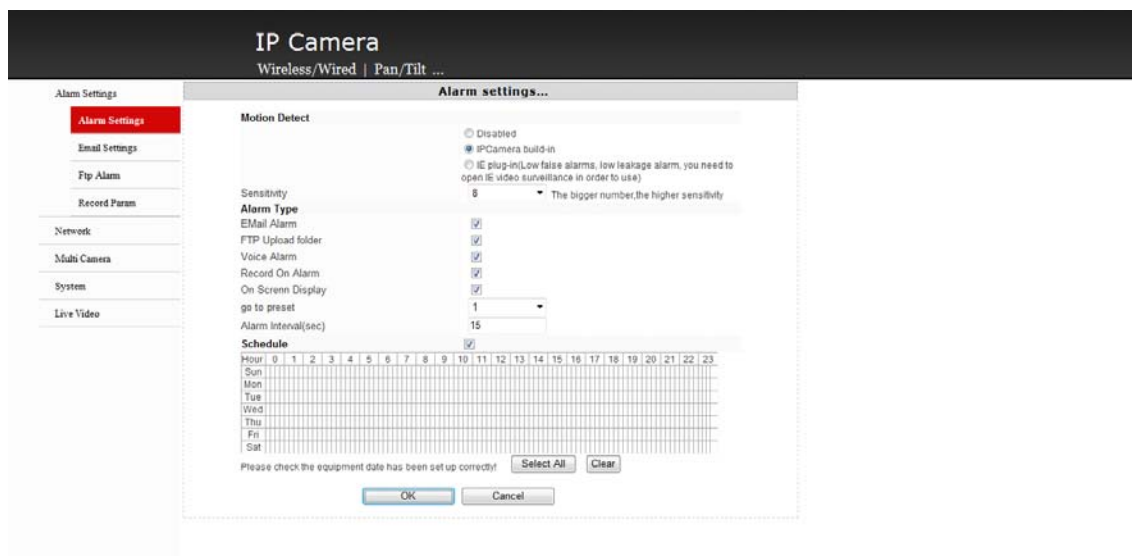 IP Camera
Wireless/Wired | Pan/Tilt ...
Alarm Settings
Alarm Settings
Email Settings
Ftp Alarm
Record Param
Network
Multi Camera
System
Live Video
Alarm settings...
Motion Detect
Disabled
IPCamera build-in
IE plug-in(Low false alarms, low leakage alarm, you need to
open IE video surveillance in order to use)
Sensitivity 8 The bigger number,the higher sensitivity
Alarm Type
EMail Alarm
FTP Upload folder
Voice Alarm
Record On Alarm
On Screnn Display
go to preset 1
Alarm Interval(sec) 15
Schedule
Hour 0 1 2 3 4 5 6 7 8 9 10 11 12 13 14 15 16 17 18 19 20 21 22 23
Sun
Mon
Tue
Wed
Thu
Fri
Sat
Please check the equipment date has been set up correctly! Select All Clear
OK Cancel